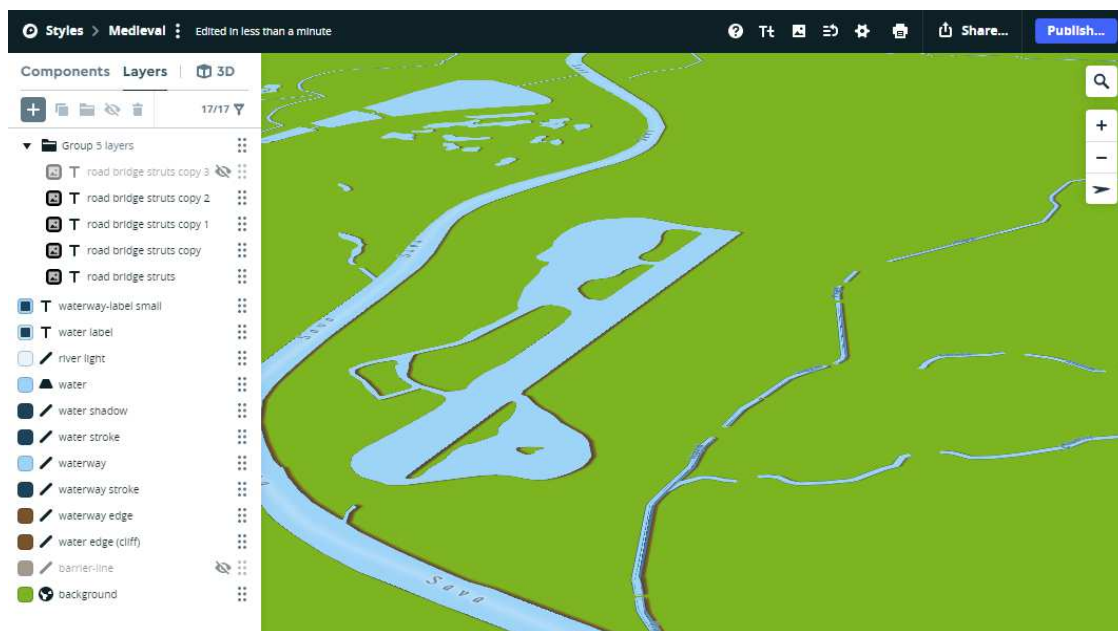 Styles > Medieval Edited in less than a minute Tt Share... Publish...
Components Layers 3D
17/17
Group 5 layers
T road bridge struts copy 3
T road bridge struts copy 2
T road bridge struts copy 1
T road bridge struts copy
T road bridge struts
T waterway-label small
T water label
river light
water
water shadow
water stroke
waterway
waterway stroke
waterway edge
water edge (cliff)
barrier-line
background
+
−
Sava
Sava